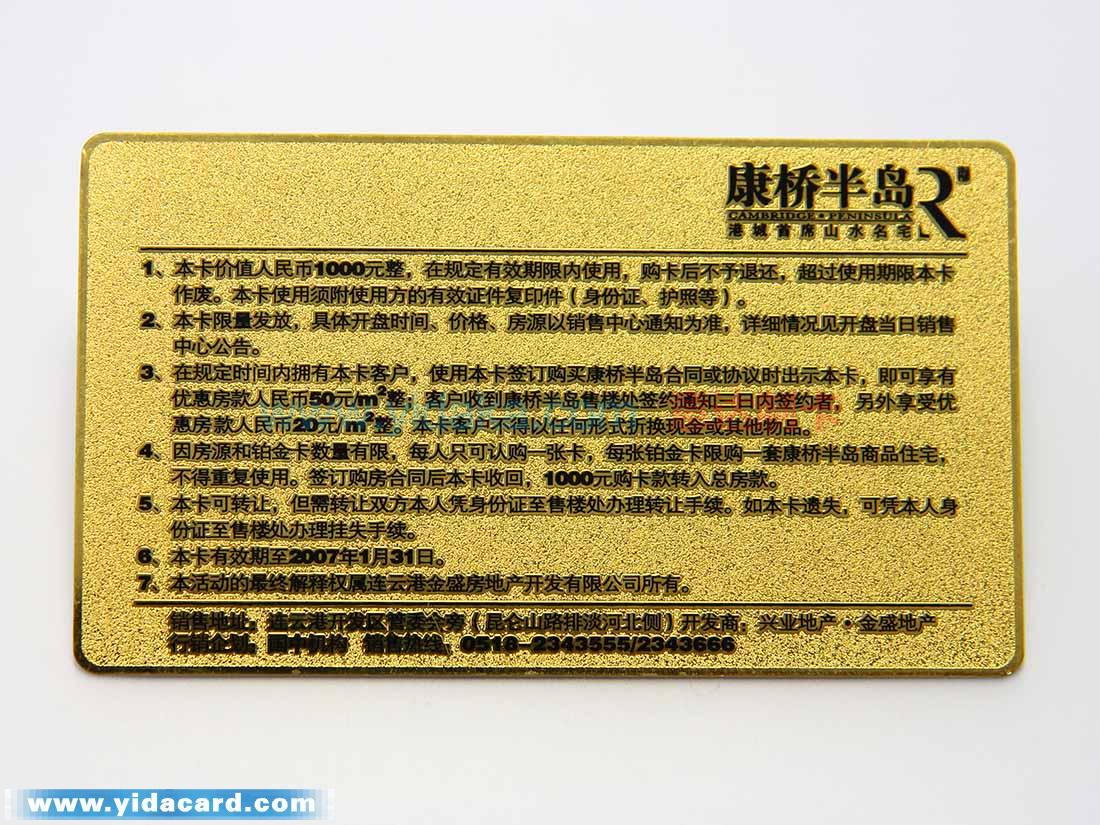 康桥半岛R
CAMBRIDGE • PENINSULA
港城首席山水名宅
1、本卡价值人民币1000元整，在规定有效期限内使用，购卡后不予退还，超过使用期限本卡
作废。本卡使用须附使用方的有效证件复印件（身份证、护照等）。
2、本卡限量发放，具体开盘时间、价格、房源以销售中心通知为准，详细情况见开盘当日销售
中心公告。
3、在规定时间内拥有本卡客户，使用本卡签订购买康桥半岛合同或协议时出示本卡，即可享有
优惠房款人民币50元/m²整；客户收到康桥半岛售楼处签约通知三日内签约者，另外享受优
惠房款人民币20元/m²整。本卡客户不得以任何形式折换现金或其他物品。
4、因房源和铂金卡数量有限，每人只可认购一张卡，每张铂金卡限购一套康桥半岛商品住宅，
不得重复使用。签订购房合同后本卡收回，1000元购卡款转入总房款。
5、本卡可转让，但需转让双方本人凭身份证至售楼处办理转让手续。如本卡遗失，可凭本人身
份证至售楼处办理挂失手续。
6、本卡有效期至2007年1月31日。
7、本活动的最终解释权属连云港金盛房地产开发有限公司所有。
销售地址：连云港开发区管委会旁（昆仑山路排淡河北侧）开发商：兴业地产·金盛地产
行销企划：机构 销售热线：0518-2343555/2343666
www.yidacard.com